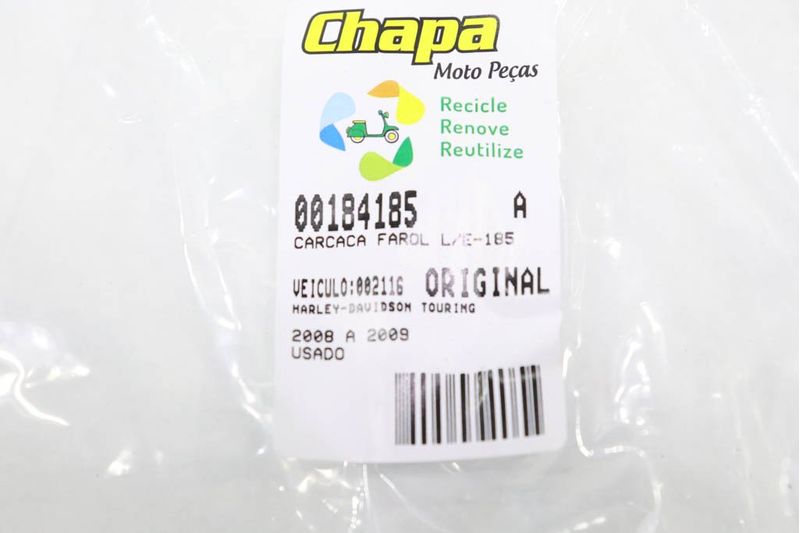 Chapa
Moto Peças
Recicle
Renove
Reutilize
00184185 A
CARCACA FAROL L/E-185
VEICULO:002116 ORIGINAL
HARLEY-DAVIDSON TOURING
2008 A 2009
USADO